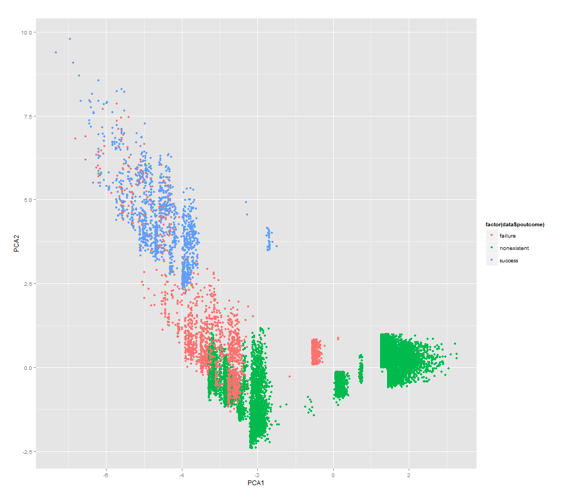 10.0
7.5
5.0
2.5
0.0
-2.5
PCA2
-6
-4
-2
0
2
PCA1
factor(data$poutcome)
failure
nonexistent
success